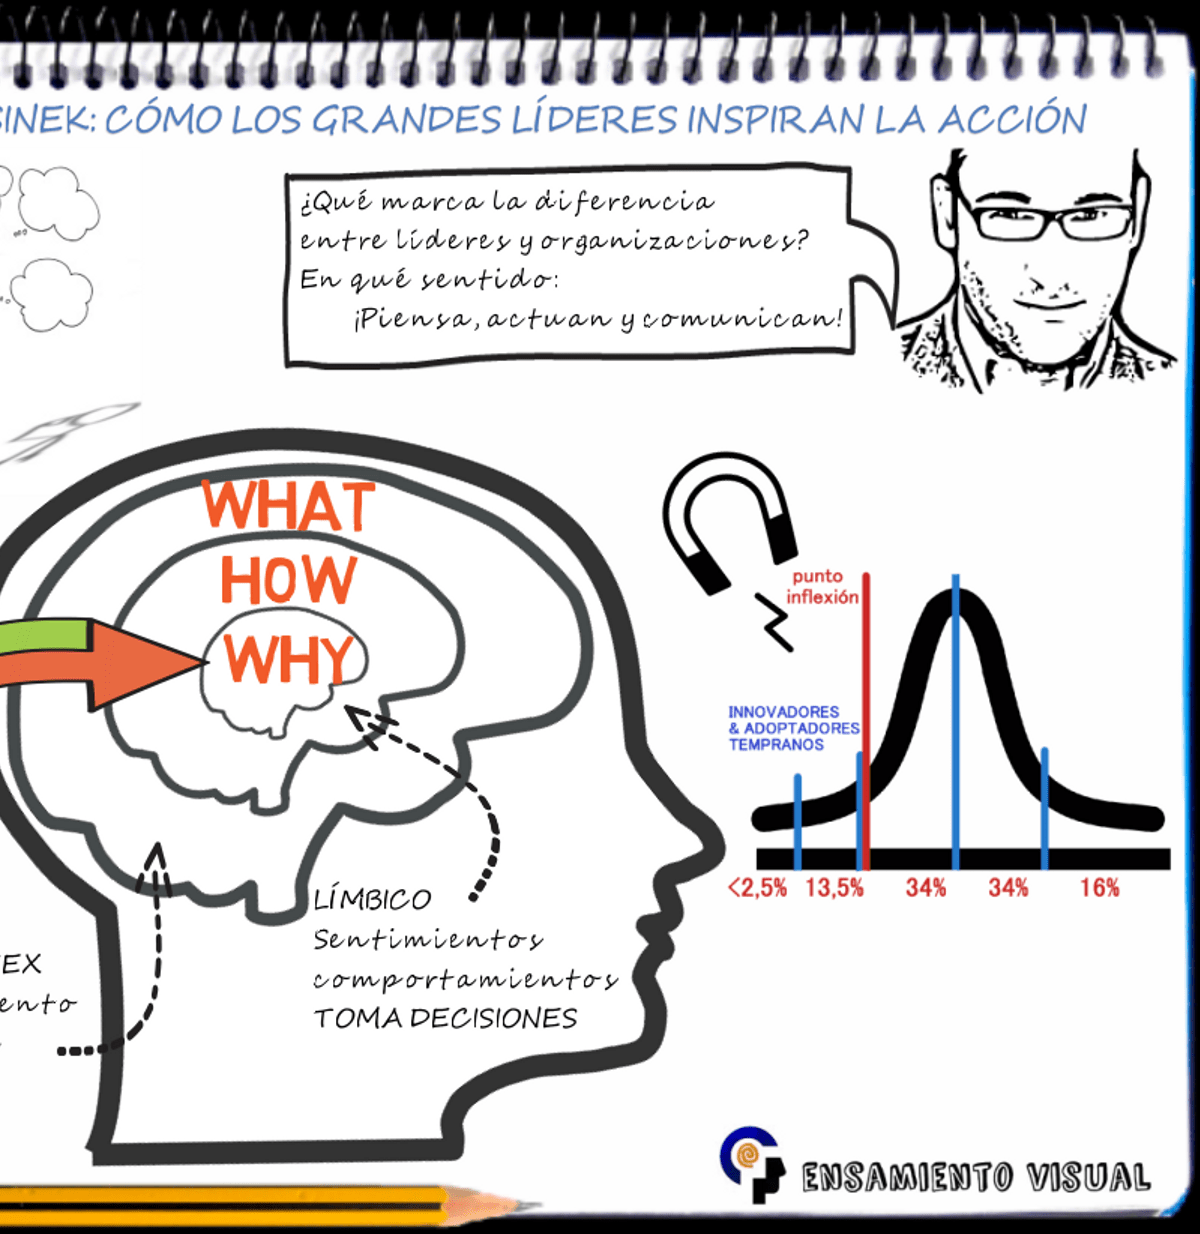 SINEK: CÓMO LOS GRANDES LÍDERES INSPIRAN LA ACCIÓN
¿Qué marca la diferencia
entre líderes y organizaciones?
En qué sentido:
¡Piensa, actuan y comunican!
WHAT
HOW
WHY
punto
inflexión
INNOVADORES
& ADOPTADORES
TEMPRANOS
<2,5% 13,5% 34% 34% 16%
LÍMBICO
Sentimientos
comportamientos
TOMA DECISIONES
EX
ento
ENSAMIENTO VISUAL